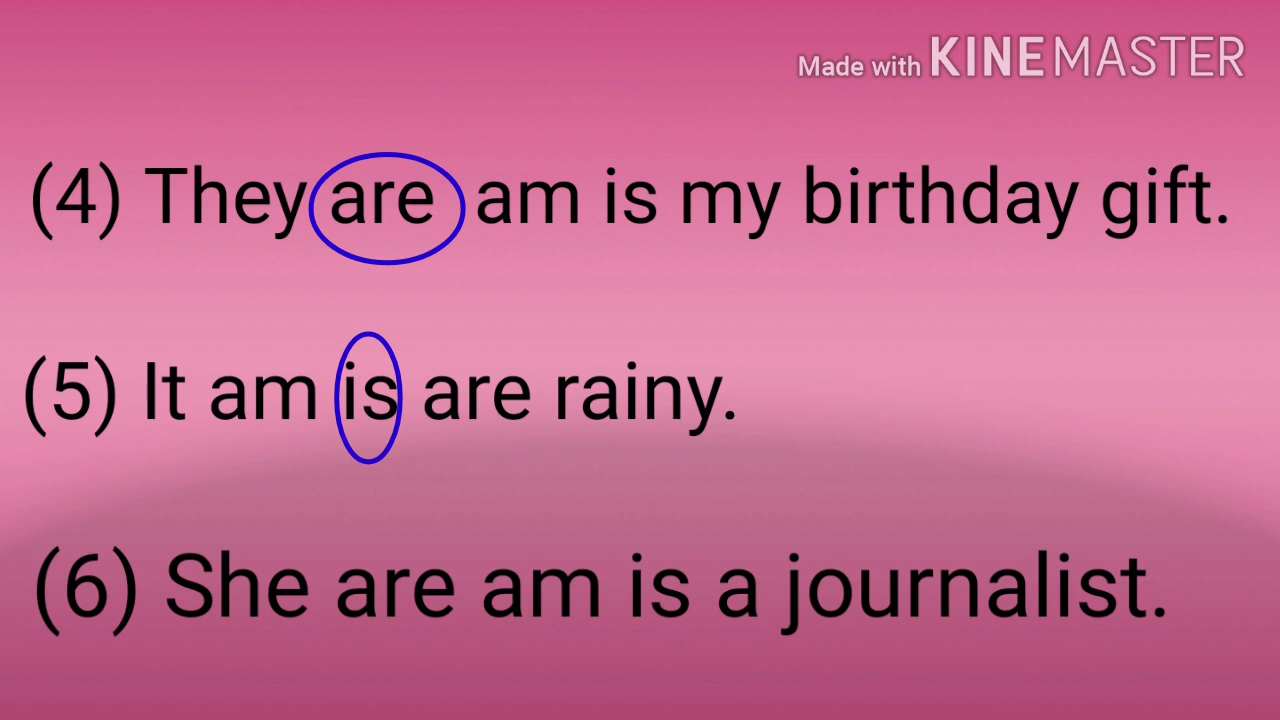 Made with KINEMASTER
(4) They are am is my birthday gift.
(5) It am is are rainy.
(6) She are am is a journalist.